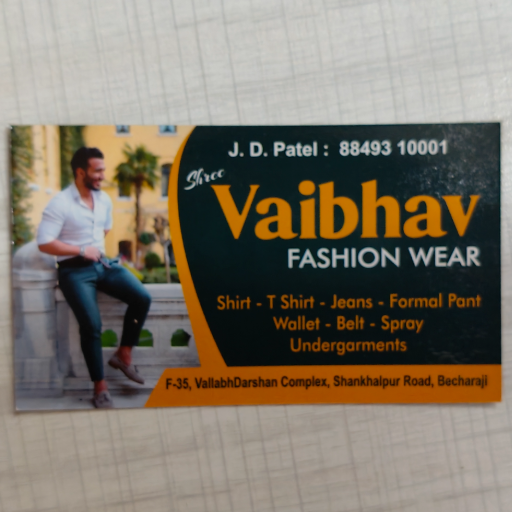 J. D. Patel : 88493 10001
Shree
Vaibhav
FASHION WEAR
Shirt - T Shirt - Jeans - Formal Pant
Wallet - Belt - Spray
Undergarments
F-35, VallabhDarshan Complex, Shankhalpur Road, Becharaji